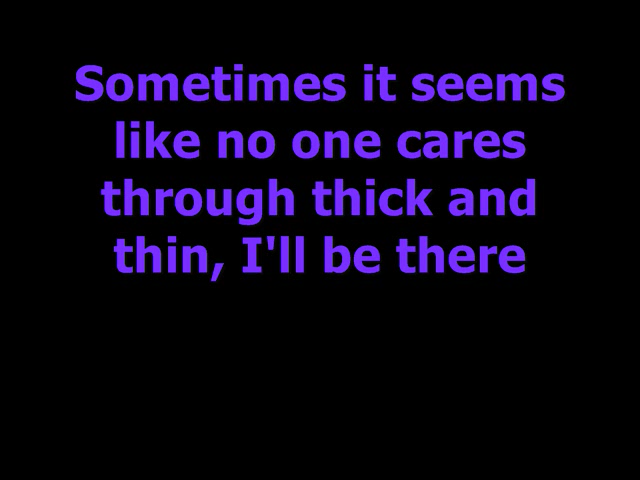 Sometimes it seems
like no one cares
through thick and
thin, I'll be there